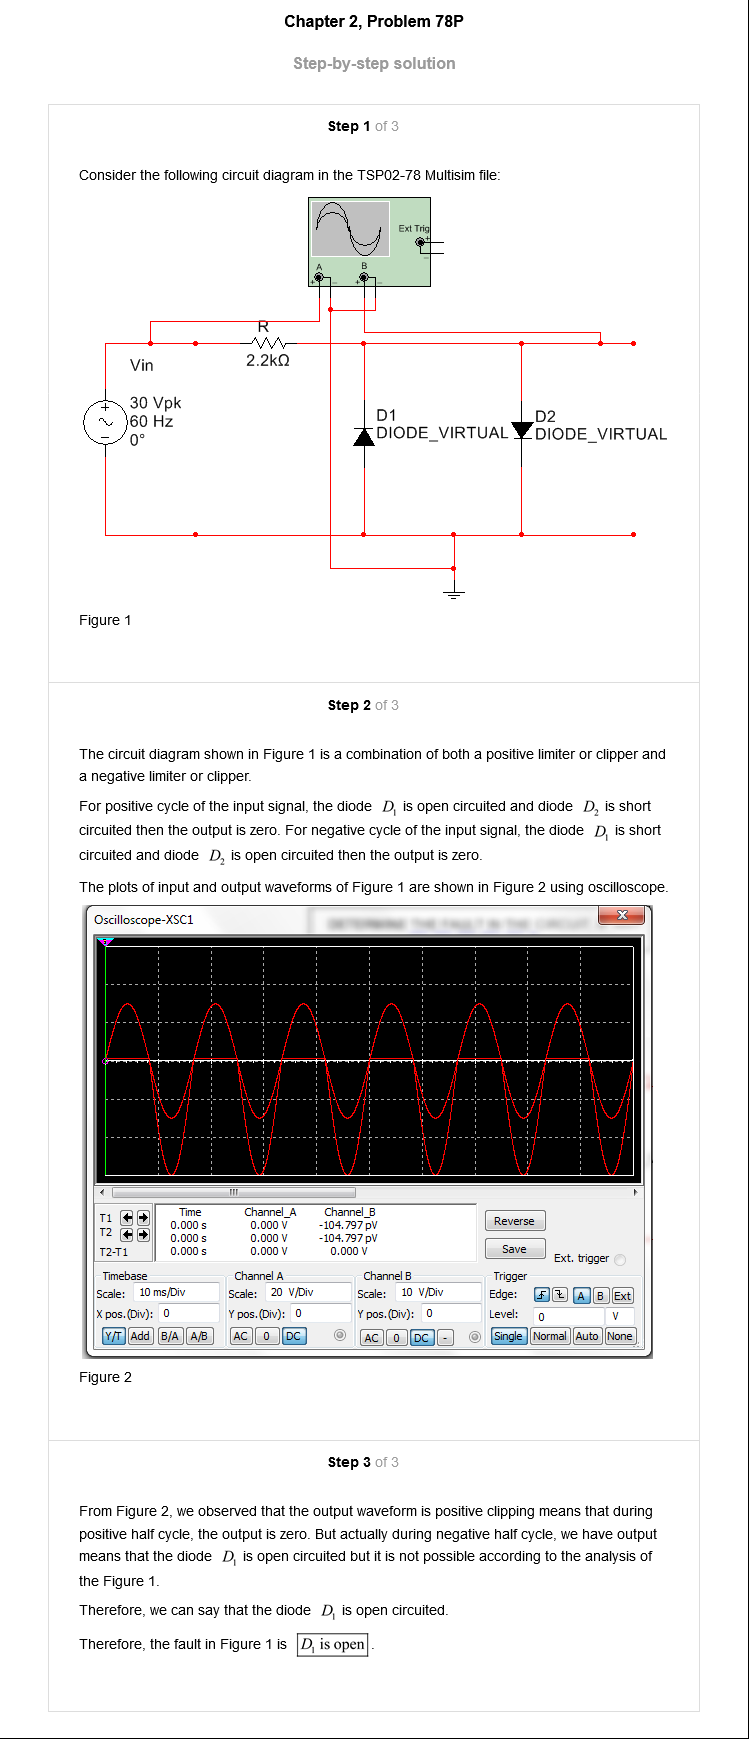 Chapter 2, Problem 78P
Step-by-step solution
Step 1 of 3
Consider the following circuit diagram in the TSP02-78 Multisim file:
Ext Trig
+
-
A
B
+ - + -
R
2.2kΩ
Vin
30 Vpk
60 Hz
0°
D1
DIODE_VIRTUAL
D2
DIODE_VIRTUAL
Figure 1
Step 2 of 3
The circuit diagram shown in Figure 1 is a combination of both a positive limiter or clipper and
a negative limiter or clipper.
For positive cycle of the input signal, the diode D₁ is open circuited and diode D₂ is short
circuited then the output is zero. For negative cycle of the input signal, the diode D₁ is short
circuited and diode D₂ is open circuited then the output is zero.
The plots of input and output waveforms of Figure 1 are shown in Figure 2 using oscilloscope.
Oscilloscope-XSC1
DETERMINE THE FAULT IN THE CIRCUIT
Time Channel_A Channel_B
T1 0.000 s 0.000 V -104.797 pV
T2 0.000 s 0.000 V -104.797 pV
T2-T1 0.000 s 0.000 V 0.000 V
Reverse
Save
Ext. trigger
Timebase Channel A Channel B Trigger
Scale: 10 ms/Div Scale: 20 V/Div Scale: 10 V/Div Edge: A B Ext
X pos.(Div): 0 Y pos.(Div): 0 Y pos.(Div): 0 Level: 0 V
Y/T Add B/A A/B AC 0 DC AC 0 DC - Single Normal Auto None
Figure 2
Step 3 of 3
From Figure 2, we observed that the output waveform is positive clipping means that during
positive half cycle, the output is zero. But actually during negative half cycle, we have output
means that the diode D₁ is open circuited but it is not possible according to the analysis of
the Figure 1.
Therefore, we can say that the diode D₁ is open circuited.
Therefore, the fault in Figure 1 is D₁ is open.